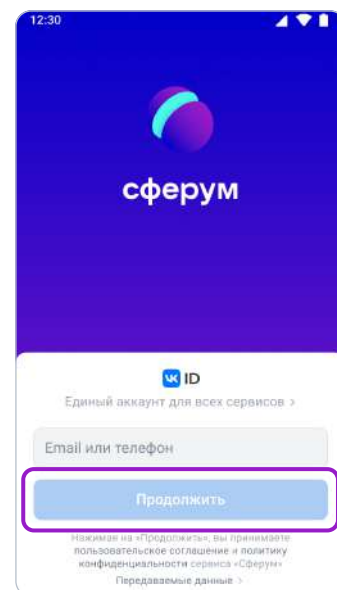 12:30
сферум
VK ID
Единый аккаунт для всех сервисов >
Email или телефон
Продолжить
Нажимая на «Продолжить», вы принимаете
пользовательское соглашение и политику
конфиденциальности сервиса «Сферум»
Передаваемые данные >